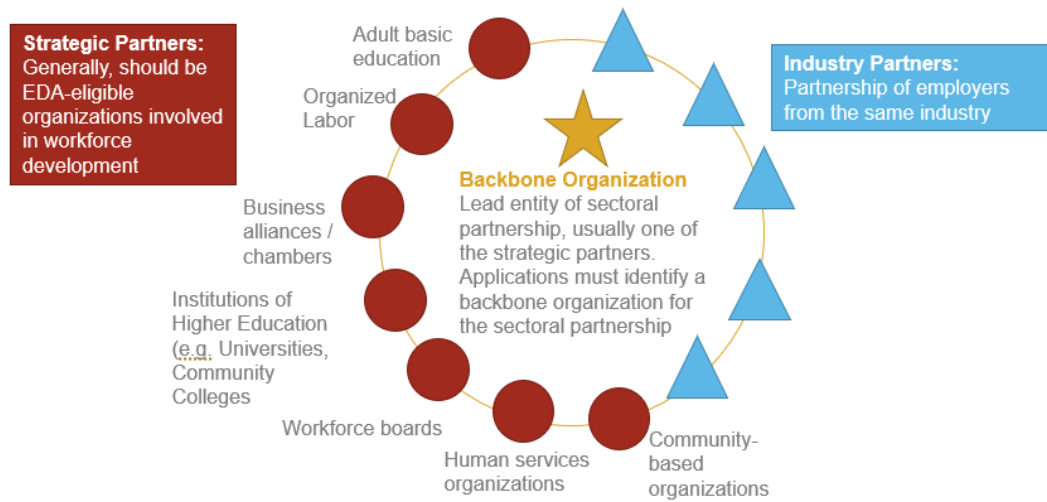 Strategic Partners:
Generally, should be
EDA-eligible
organizations involved
in workforce
development
Adult basic
education
Organized
Labor
Business
alliances /
chambers
Institutions of
Higher Education
(e.g. Universities,
Community
Colleges
Workforce boards
Human services
organizations
Community-
based
organizations
Backbone Organization
Lead entity of sectoral
partnership, usually one of
the strategic partners.
Applications must identify a
backbone organization for
the sectoral partnership
Industry Partners:
Partnership of employers
from the same industry